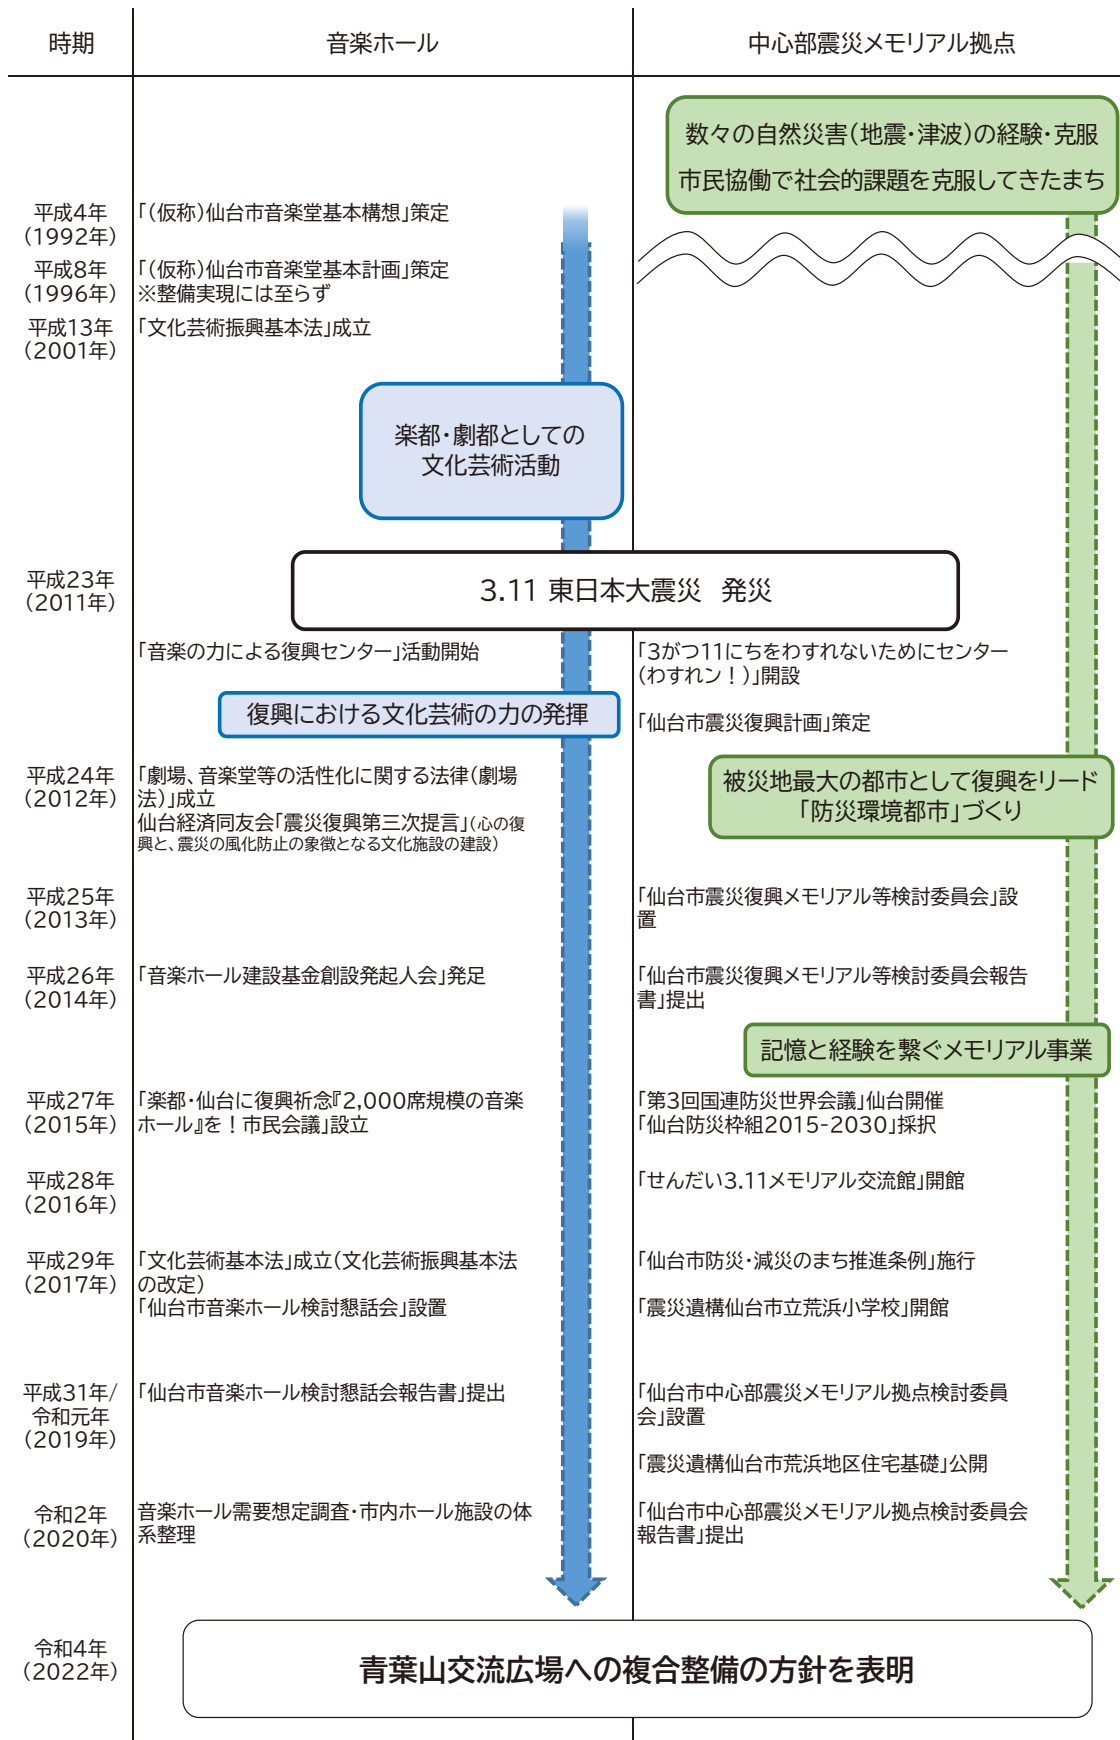 時期
音楽ホール
中心部震災メモリアル拠点
数々の自然災害(地震・津波)の経験・克服
市民協働で社会的課題を克服してきたまち
平成4年
(1992年)
「(仮称)仙台市音楽堂基本構想」策定
平成8年
(1996年)
「(仮称)仙台市音楽堂基本計画」策定
※整備実現には至らず
平成13年
(2001年)
「文化芸術振興基本法」成立
楽都・劇都としての
文化芸術活動
平成23年
(2011年)
3.11 東日本大震災 発災
「音楽の力による復興センター」活動開始
「3がつ11にちをわすれないためにセンター
(わすれン!)」開設
復興における文化芸術の力の発揮
「仙台市震災復興計画」策定
平成24年
(2012年)
「劇場、音楽堂等の活性化に関する法律(劇場
法)」成立
仙台経済同友会「震災復興第三次提言」(心の復
興と、震災の風化防止の象徴となる文化施設の建設)
被災地最大の都市として復興をリード
「防災環境都市」づくり
平成25年
(2013年)
「仙台市震災復興メモリアル等検討委員会」設
置
平成26年
(2014年)
「音楽ホール建設基金創設発起人会」発足
「仙台市震災復興メモリアル等検討委員会報告
書」提出
記憶と経験を繋ぐメモリアル事業
平成27年
(2015年)
「楽都・仙台に復興祈念『2,000席規模の音楽
ホール』を!市民会議」設立
「第3回国連防災世界会議」仙台開催
「仙台防災枠組2015-2030」採択
平成28年
(2016年)
「せんだい3.11メモリアル交流館」開館
平成29年
(2017年)
「文化芸術基本法」成立(文化芸術振興基本法
の改定)
「仙台市音楽ホール検討懇話会」設置
「仙台市防災・減災のまち推進条例」施行
「震災遺構仙台市立荒浜小学校」開館
平成31年/
令和元年
(2019年)
「仙台市音楽ホール検討懇話会報告書」提出
「仙台市中心部震災メモリアル拠点検討委員
会」設置
「震災遺構仙台市荒浜地区住宅基礎」公開
令和2年
(2020年)
音楽ホール需要想定調査・市内ホール施設の体
系整理
「仙台市中心部震災メモリアル拠点検討委員会
報告書」提出
令和4年
(2022年)
青葉山交流広場への複合整備の方針を表明